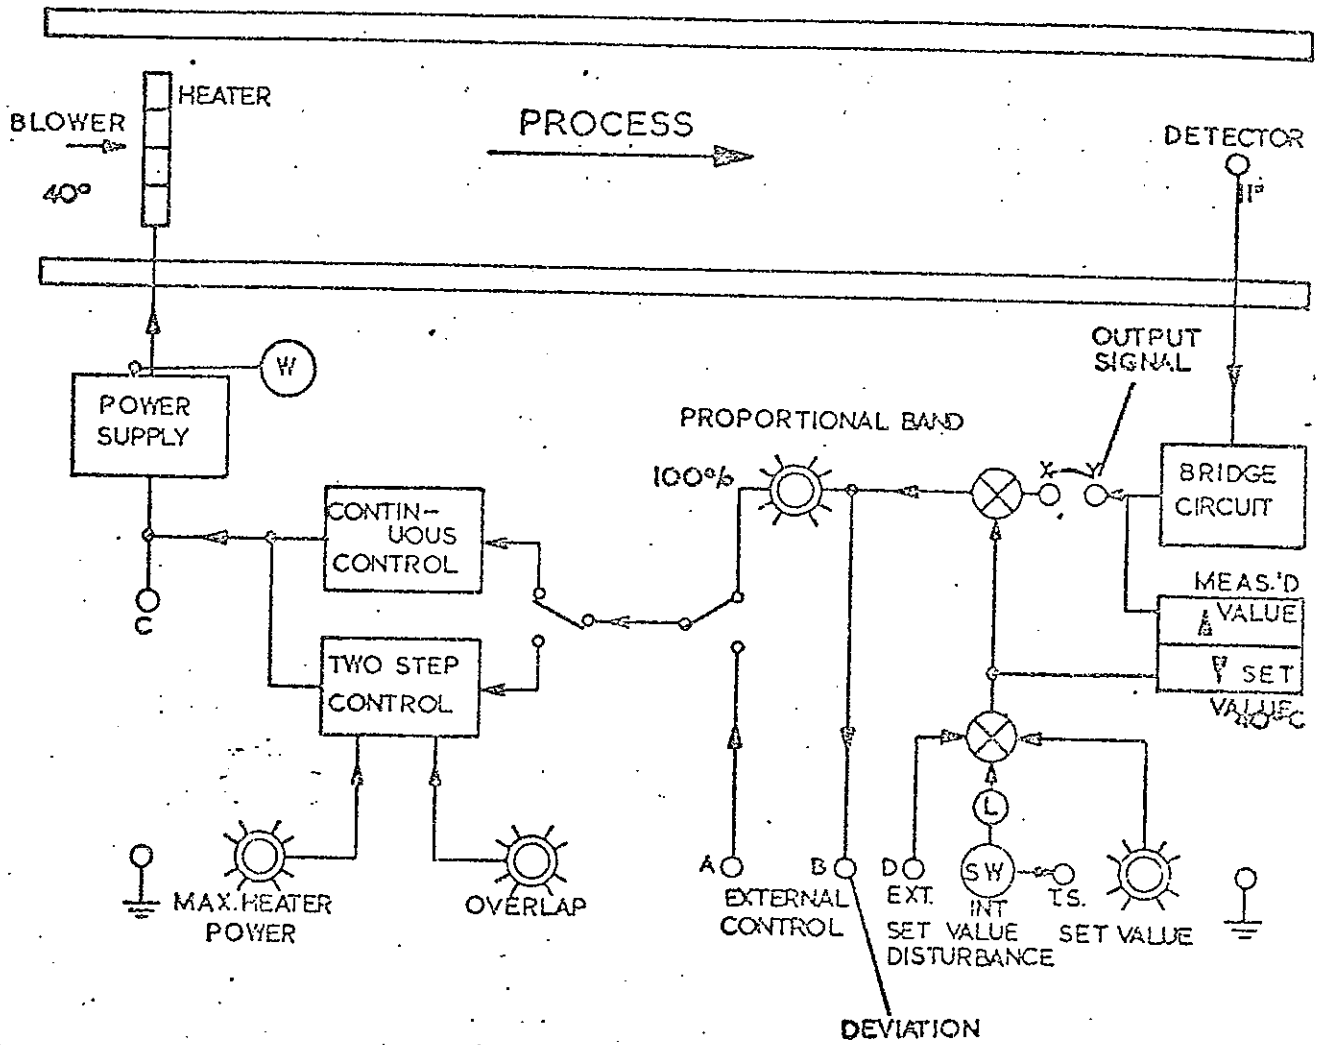 HEATER
BLOWER
40°
PROCESS
DETECTOR
11°
OUTPUT
SIGNAL
W
POWER
SUPPLY
PROPORTIONAL BAND
100%
X
Y
BRIDGE
CIRCUIT
CONTIN-
UOUS
CONTROL
C
MEAS.'D
VALUE
SET
VALUE
40°C
TWO STEP
CONTROL
L
A
B
D
SW
T.S.
MAX. HEATER
POWER
OVERLAP
EXTERNAL
CONTROL
EXT.
INT
SET VALUE
DISTURBANCE
SET VALUE
DEVIATION